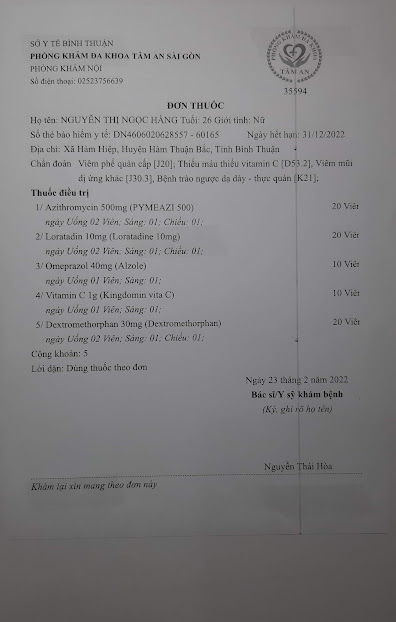 SỞ Y TẾ BÌNH THUẬN
PHÒNG KHÁM ĐA KHOA TÂM AN SÀI GÒN
PHÒNG KHÁM NỘI
Số điện thoại: 02523756639
PHÒNG KHÁM ĐA KHOA
TÂM AN
35594
ĐƠN THUỐC
Họ tên: NGUYỄN THỊ NGỌC HẰNG Tuổi: 26 Giới tính: Nữ
Số thẻ bảo hiểm y tế: DN4606020628557 - 60165 Ngày hết hạn: 31/12/2022
Địa chỉ: Xã Hàm Hiệp, Huyện Hàm Thuận Bắc, Tỉnh Bình Thuận
Chẩn đoán Viêm phế quản cấp [J20]; Thiếu máu thiếu vitamin C [D53.2]; Viêm mũi
dị ứng khác [J30.3]; Bệnh trào ngược dạ dày - thực quản [K21];
Thuốc điều trị
1/ Azithromycin 500mg (PYMEAZI 500) 20 Viên
ngày Uống 02 Viên; Sáng: 01; Chiều: 01;
2/ Loratadin 10mg (Loratadine 10mg) 20 Viên
ngày Uống 02 Viên; Sáng: 01; Chiều: 01;
3/ Omeprazol 40mg (Alzole) 10 Viên
ngày Uống 01 Viên; Sáng: 01;
4/ Vitamin C 1g (Kingdomin vita C) 10 Viên
ngày Uống 01 Viên; Sáng: 01;
5/ Dextromethorphan 30mg (Dextromethorphan) 20 Viên
ngày Uống 02 Viên; Sáng: 01; Chiều: 01;
Cộng khoản: 5
Lời dặn: Dùng thuốc theo đơn
Ngày 23 tháng 2 năm 2022
Bác sĩ/Y sỹ khám bệnh
(Ký, ghi rõ họ tên)
Nguyễn Thái Hòa
Khám lại xin mang theo đơn này